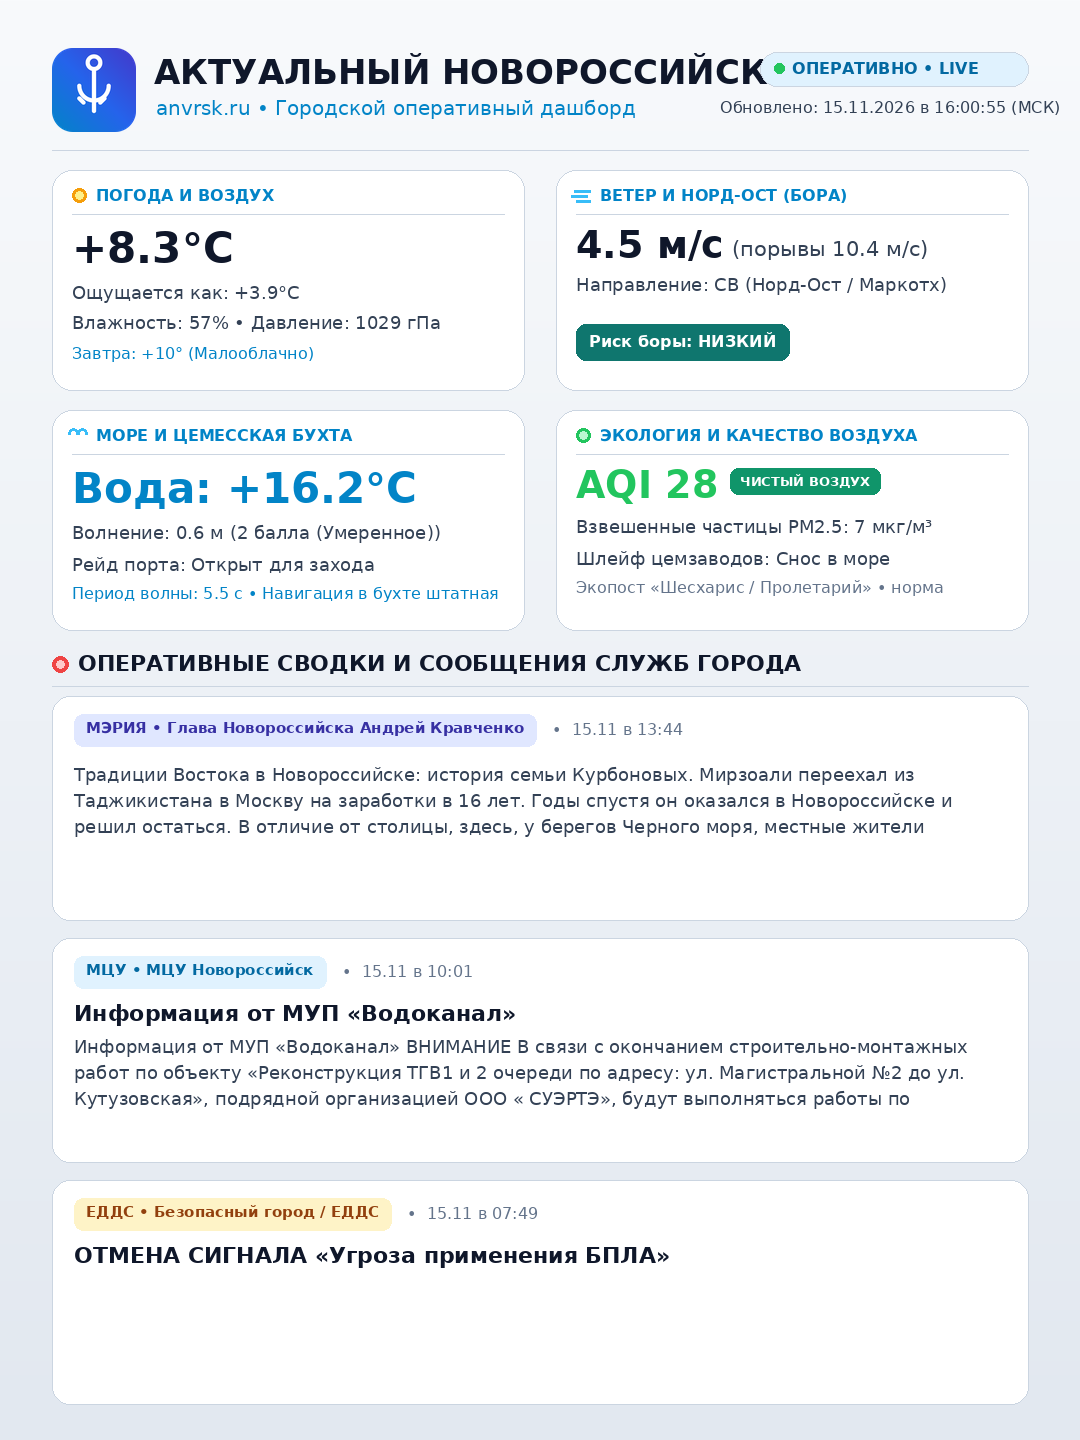 АКТУАЛЬНЫЙ НОВОРОССИЙСК
ОПЕРАТИВНО • LIVE
anvrsk.ru • Городской оперативный дашборд
Обновлено: 15.11.2026 в 16:00:55 (МСК)
ПОГОДА И ВОЗДУХ
+8.3°C
Ощущается как: +3.9°C
Влажность: 57% • Давление: 1029 гПа
Завтра: +10° (Малооблачно)
ВЕТЕР И НОРД-ОСТ (БОРА)
4.5 м/с (порывы 10.4 м/с)
Направление: СВ (Норд-Ост / Маркотх)
Риск боры: НИЗКИЙ
МОРЕ И ЦЕМЕССКАЯ БУХТА
Вода: +16.2°C
Волнение: 0.6 м (2 балла (Умеренное))
Рейд порта: Открыт для захода
Период волны: 5.5 с • Навигация в бухте штатная
ЭКОЛОГИЯ И КАЧЕСТВО ВОЗДУХА
AQI 28 ЧИСТЫЙ ВОЗДУХ
Взвешенные частицы PM2.5: 7 мкг/м³
Шлейф цемзаводов: Снос в море
Экопост «Шесхарис / Пролетарий» • норма
ОПЕРАТИВНЫЕ СВОДКИ И СООБЩЕНИЯ СЛУЖБ ГОРОДА
МЭРИЯ • Глава Новороссийска Андрей Кравченко • 15.11 в 13:44
Традиции Востока в Новороссийске: история семьи Курбоновых. Мирзоали переехал из
Таджикистана в Москву на заработки в 16 лет. Годы спустя он оказался в Новороссийске и
решил остаться. В отличие от столицы, здесь, у берегов Черного моря, местные жители
МЦУ • МЦУ Новороссийск • 15.11 в 10:01
Информация от МУП «Водоканал»
Информация от МУП «Водоканал» ВНИМАНИЕ В связи с окончанием строительно-монтажных
работ по объекту «Реконструкция ТГВ1 и 2 очереди по адресу: ул. Магистральной №2 до ул.
Кутузовская», подрядной организацией ООО « СУЭРТЭ», будут выполняться работы по
ЕДДС • Безопасный город / ЕДДС • 15.11 в 07:49
ОТМЕНА СИГНАЛА «Угроза применения БПЛА»